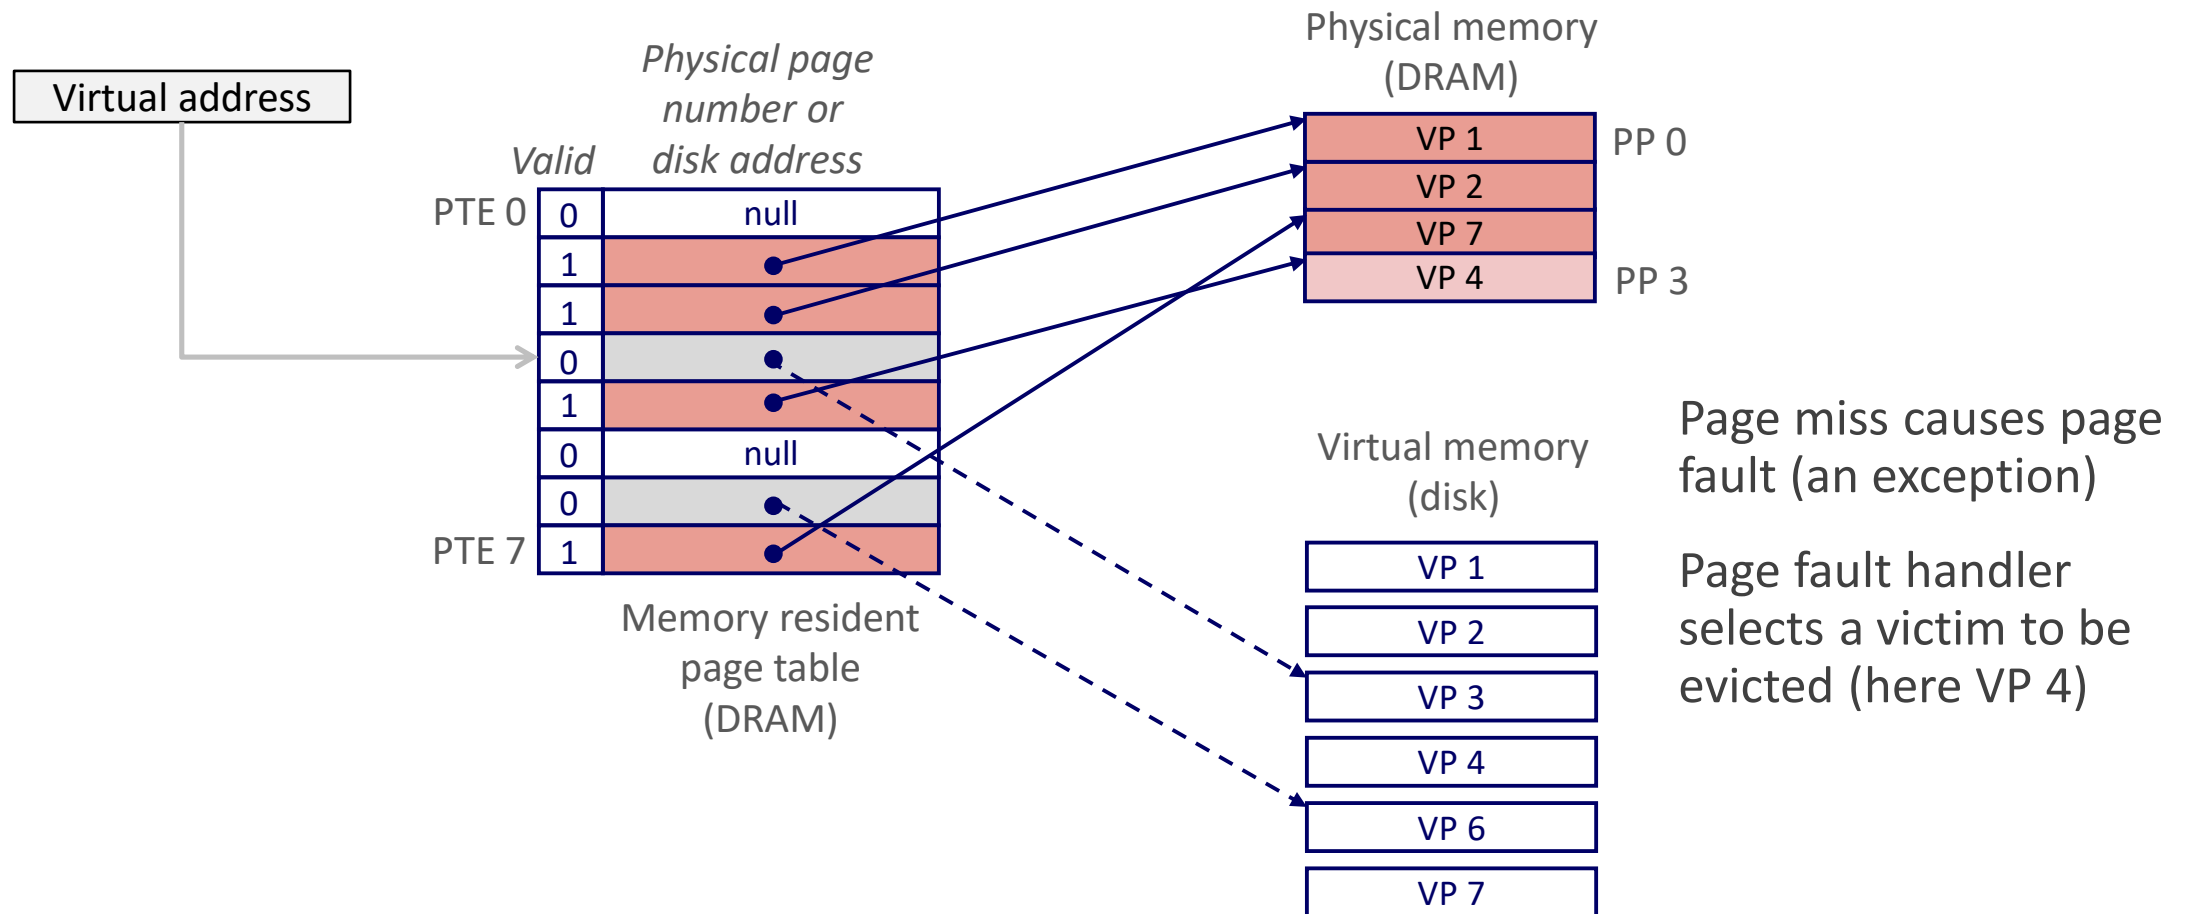 Virtual address
Physical page
number or
disk address
Valid
PTE 0
0
null
1
1
0
1
0
null
0
PTE 7
1
Memory resident
page table
(DRAM)
Physical memory
(DRAM)
VP 1
PP 0
VP 2
VP 7
VP 4
PP 3
Virtual memory
(disk)
VP 1
VP 2
VP 3
VP 4
VP 6
VP 7
Page miss causes page
fault (an exception)
Page fault handler
selects a victim to be
evicted (here VP 4)